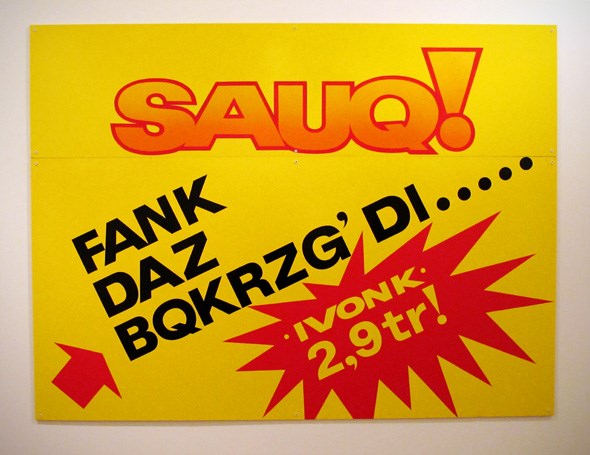 SAUQ!
FANK
DAZ
BQKRZG' DI.....
·IVONK·
2,9tr!